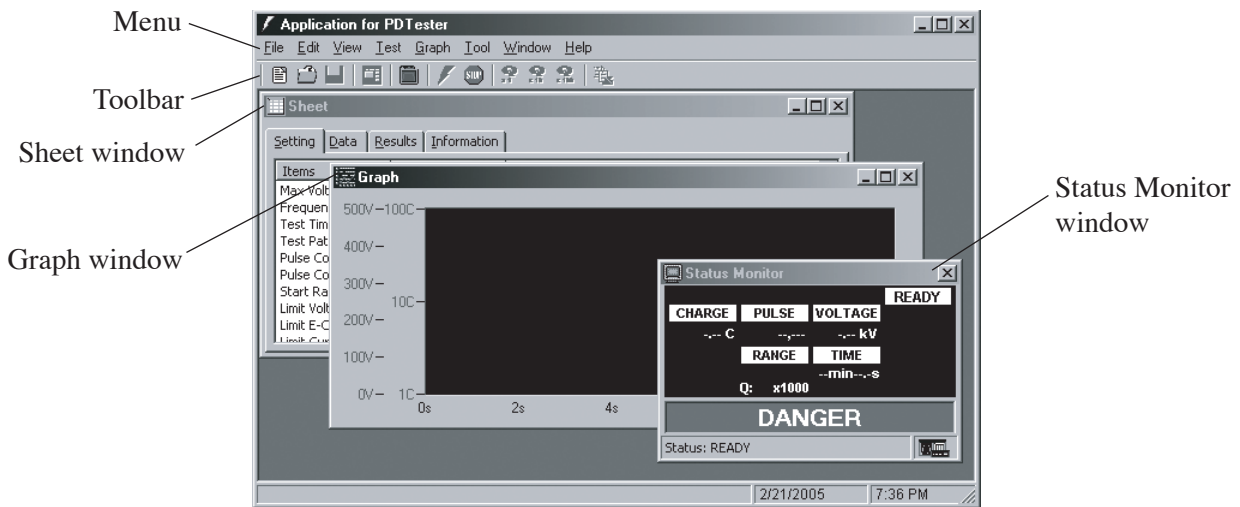 Menu
Toolbar
Sheet window
Graph window
Status Monitor
window
Application for PDTester
File Edit View Test Graph Tool Window Help
STOP
Sheet
Setting Data Results Information
Items
Max Volt
Frequen
Test Tim
Test Pat
Pulse Co
Pulse Co
Start Ra
Limit Volt
Limit E-C
Limit Cur
Graph
500V 100C
400V
300V
10C
200V
100V
0V 1C
0s 2s 4s
Status Monitor
READY
CHARGE PULSE VOLTAGE
-.-- C --,--- -.-- kV
RANGE TIME
--min--.-s
Q: x1000
DANGER
Status: READY
2/21/2005 7:36 PM